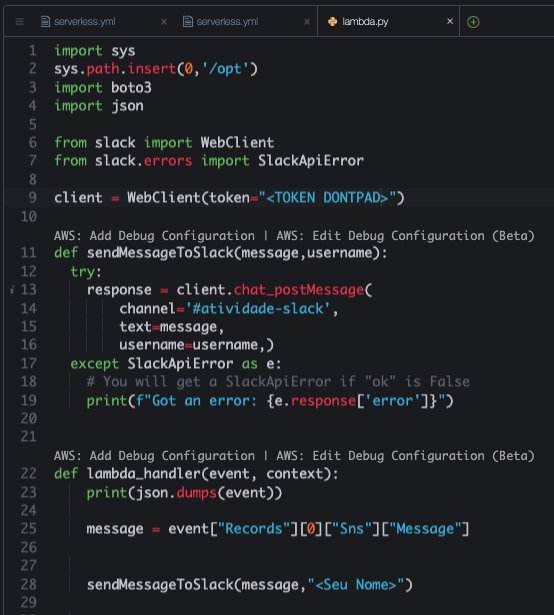 serverless.yml × serverless.yml lambda.py ×
1 import sys
2 sys.path.insert(0,'/opt')
3 import boto3
4 import json
5
6 from slack import WebClient
7 from slack.errors import SlackApiError
8
9 client = WebClient(token="<TOKEN DONTPAD>")
10
AWS: Add Debug Configuration | AWS: Edit Debug Configuration (Beta)
11 def sendMessageToSlack(message,username):
12   try:
i 13     response = client.chat_postMessage(
14         channel='#atividade-slack',
15         text=message,
16         username=username,)
17   except SlackApiError as e:
18     # You will get a SlackApiError if "ok" is False
19     print(f"Got an error: {e.response['error']}")
20
21
AWS: Add Debug Configuration | AWS: Edit Debug Configuration (Beta)
22 def lambda_handler(event, context):
23     print(json.dumps(event))
24
25     message = event["Records"][0]["Sns"]["Message"]
26
27
28     sendMessageToSlack(message,"<Seu Nome>")
29